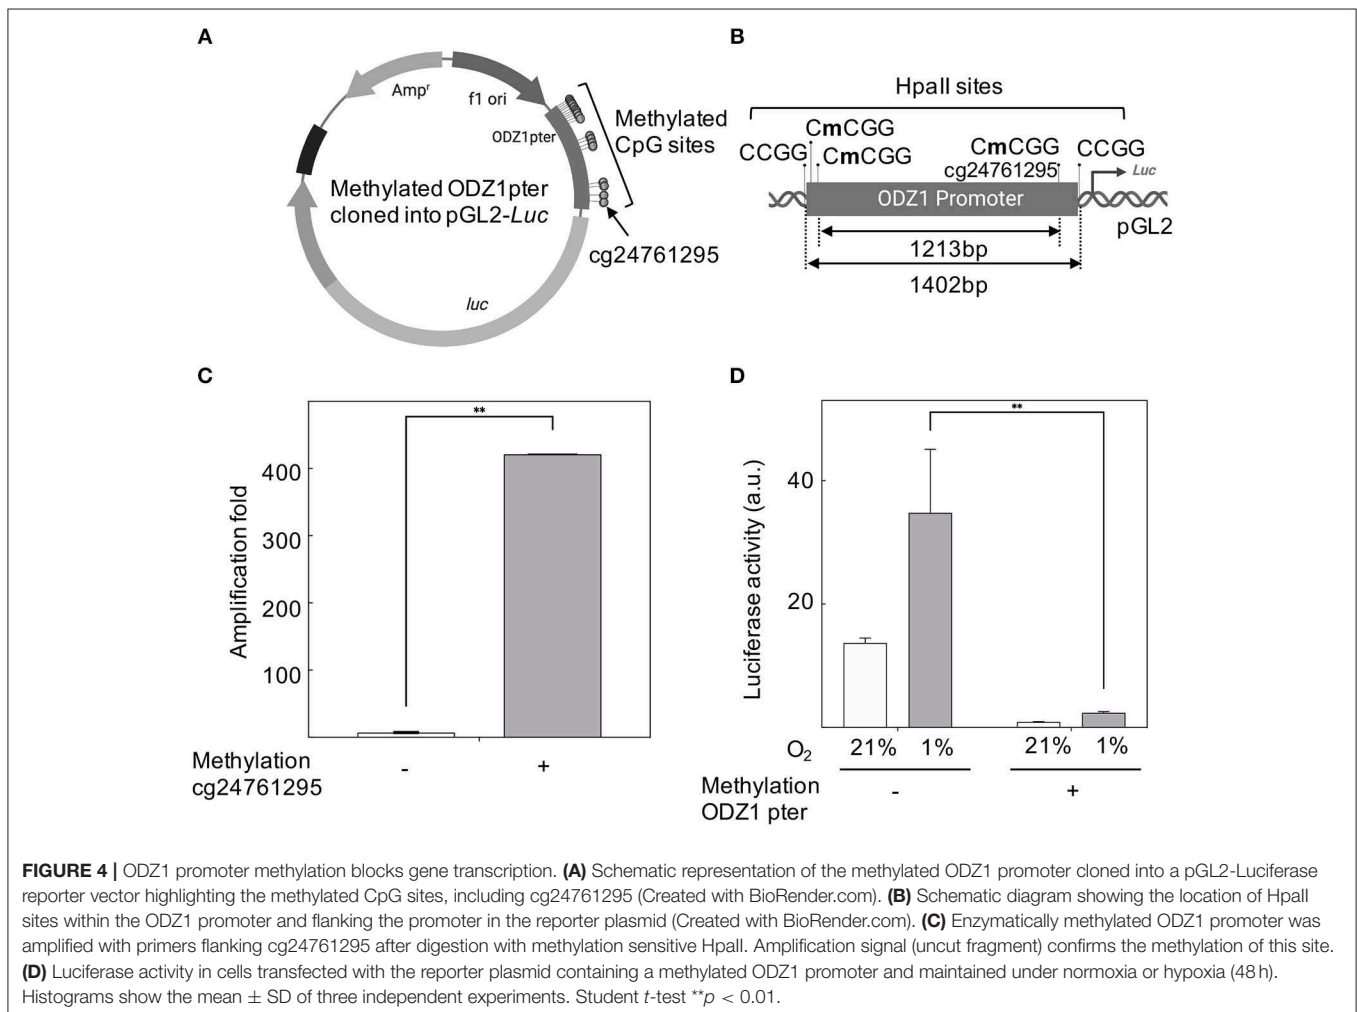 A
Ampʳ
f1 ori
ODZ1pter
Methylated
CpG sites
Methylated ODZ1pter
cloned into pGL2-Luc
cg24761295
luc
B
HpaII sites
CmCGG
CCGG
CmCGG
CmCGG
CCGG
cg24761295
Luc
ODZ1 Promoter
pGL2
1213bp
1402bp
C
**
Amplification fold
400
300
200
100
Methylation
cg24761295
-
+
D
**
Luciferase activity (a.u.)
40
20
O₂
21%
1%
21%
1%
Methylation
ODZ1 pter
-
+
FIGURE 4 | ODZ1 promoter methylation blocks gene transcription. (A) Schematic representation of the methylated ODZ1 promoter cloned into a pGL2-Luciferase
reporter vector highlighting the methylated CpG sites, including cg24761295 (Created with BioRender.com). (B) Schematic diagram showing the location of HpaII
sites within the ODZ1 promoter and flanking the promoter in the reporter plasmid (Created with BioRender.com). (C) Enzymatically methylated ODZ1 promoter was
amplified with primers flanking cg24761295 after digestion with methylation sensitive HpaII. Amplification signal (uncut fragment) confirms the methylation of this site.
(D) Luciferase activity in cells transfected with the reporter plasmid containing a methylated ODZ1 promoter and maintained under normoxia or hypoxia (48 h).
Histograms show the mean ± SD of three independent experiments. Student t-test **p < 0.01.